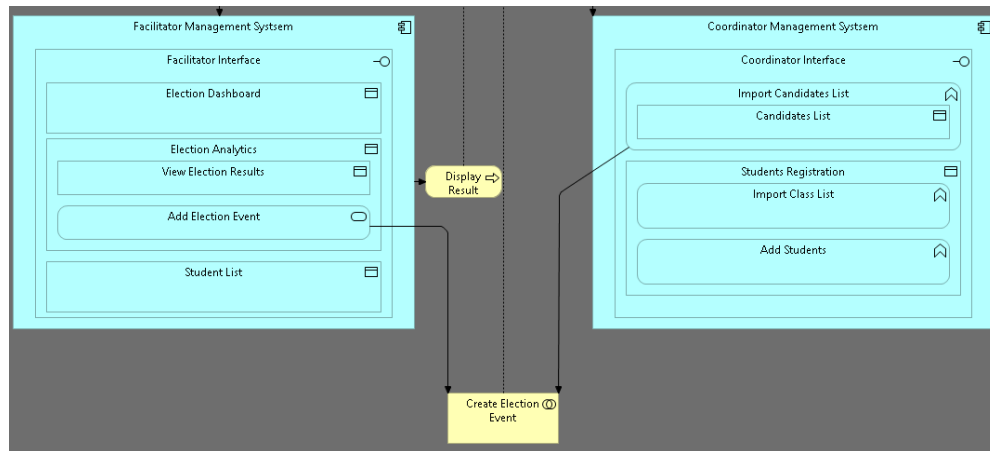 Facilitator Management Systsem
Facilitator Interface
Election Dashboard
Election Analytics
View Election Results
Add Election Event
Student List
Display
Result
Coordinator Management Systsem
Coordinator Interface
Import Candidates List
Candidates List
Students Registration
Import Class List
Add Students
Create Election
Event